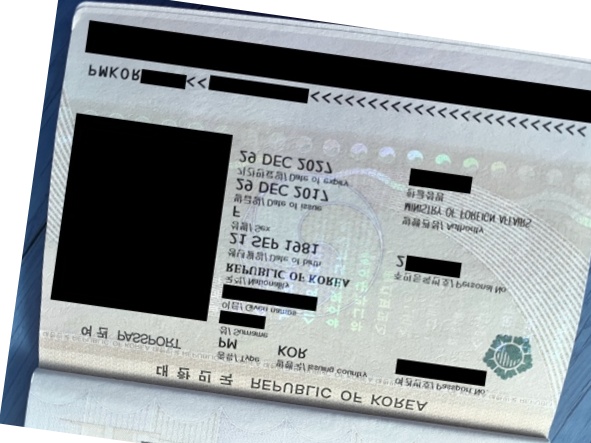 대한민국 REPUBLIC OF KOREA
여권 PASSPORT
종류/Type 발행국/Issuing country 여권번호/Passport No.
PM KOR
성/Surname
이름/Given names
국적/Nationality
REPUBLIC OF KOREA 주민등록번호/Personal No.
생년월일/Date of birth 2
21 SEP 1981
성별/Sex 발행관청/Authority
F MINISTRY OF FOREIGN AFFAIRS
발급일/Date of issue 한글성명
29 DEC 2017
기간만료일/Date of expiry
29 DEC 2027
PMKOR <<